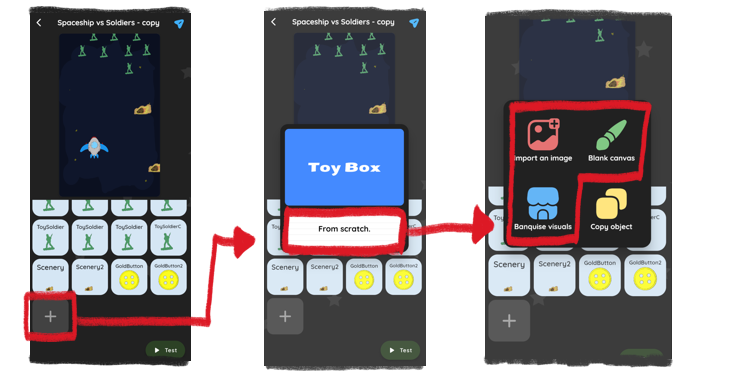 Spaceship vs Soldiers - copy
ToySoldier
ToySoldier
ToySoldier
ToySoldierC
Scenery
Scenery2
GoldButton
GoldButton2
+
Test
Spaceship vs Soldiers - copy
Toy Box
From scratch.
Scenery
Scenery2
GoldButton
GoldButton2
+
Test
Import an image
Blank canvas
Banquise visuals
Copy object
Scenery
Scenery2
GoldButton
GoldButton2
+